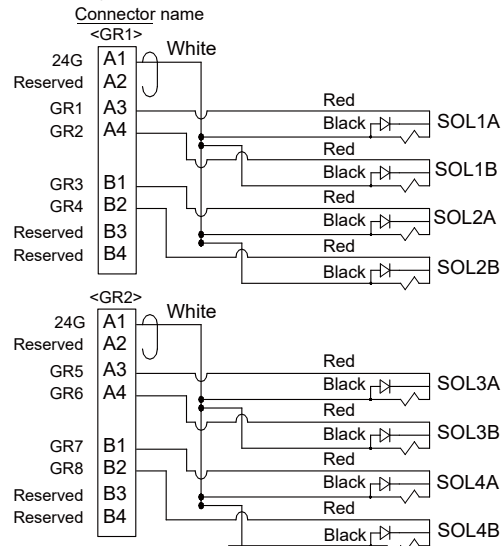 Connector name
<GR1>
White
24G A1
Reserved A2
Red
GR1 A3
Black SOL1A
GR2 A4
Red
Black SOL1B
GR3 B1
Red
GR4 B2
Black SOL2A
Reserved B3
Red
Reserved B4
Black SOL2B
<GR2>
White
24G A1
Reserved A2
Red
GR5 A3
Black SOL3A
GR6 A4
Red
Black SOL3B
GR7 B1
Red
GR8 B2
Black SOL4A
Reserved B3
Red
Reserved B4
Black SOL4B